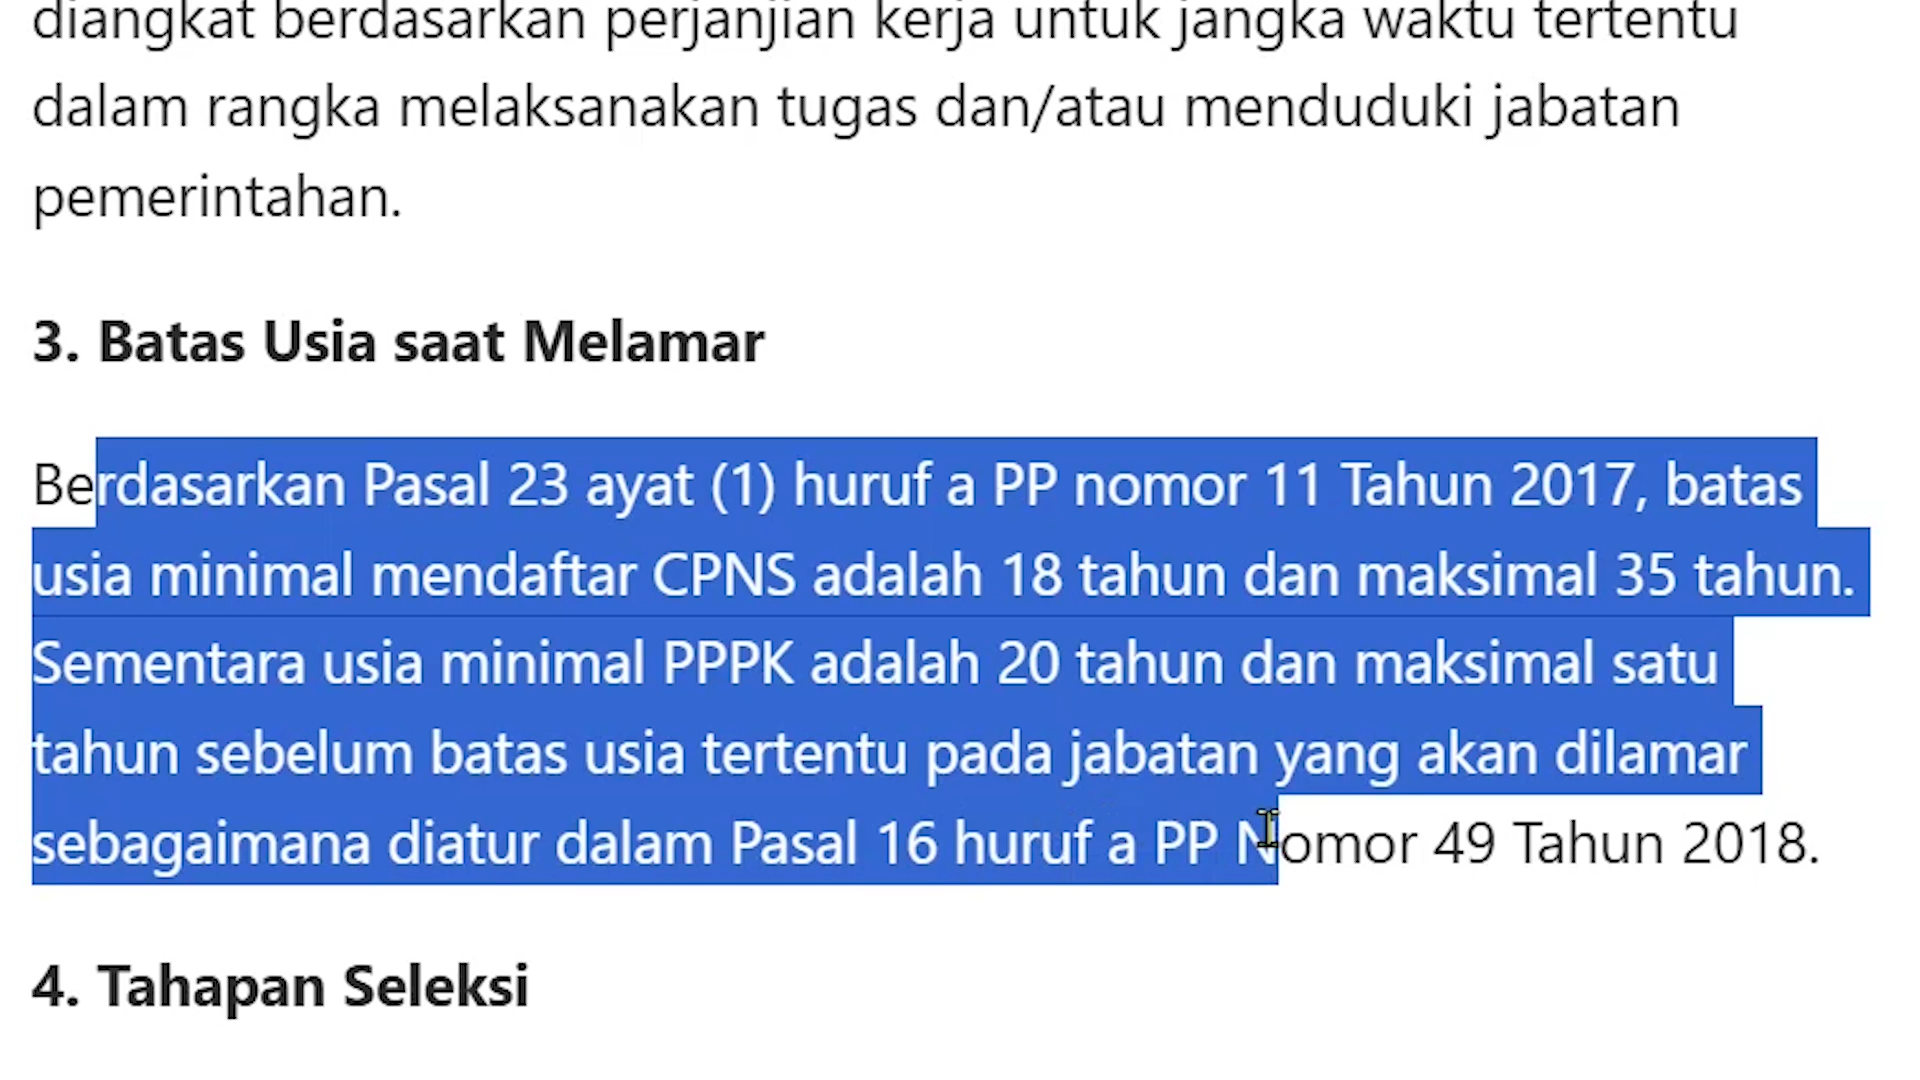 diangkat berdasarkan perjanjian kerja untuk jangka waktu tertentu
dalam rangka melaksanakan tugas dan/atau menduduki jabatan
pemerintahan.
3. Batas Usia saat Melamar
Berdasarkan Pasal 23 ayat (1) huruf a PP nomor 11 Tahun 2017, batas
usia minimal mendaftar CPNS adalah 18 tahun dan maksimal 35 tahun.
Sementara usia minimal PPPK adalah 20 tahun dan maksimal satu
tahun sebelum batas usia tertentu pada jabatan yang akan dilamar
sebagaimana diatur dalam Pasal 16 huruf a PP Nomor 49 Tahun 2018.
4. Tahapan Seleksi